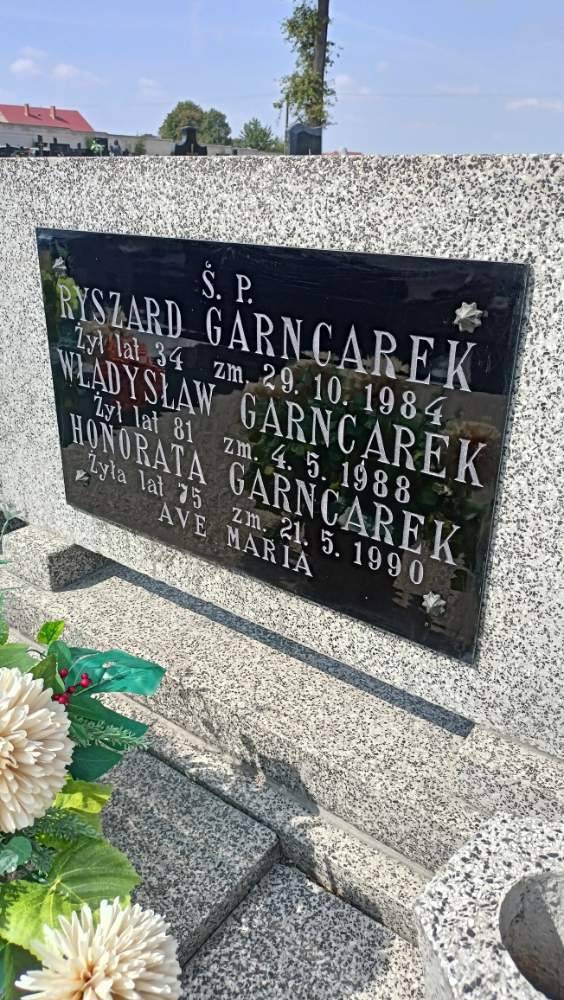 Ś. P.
RYSZARD GARNCAREK
Żył lat 34 zm. 29. 10. 1984
WŁADYSŁAW GARNCAREK
Żył lat 81 zm. 4. 5. 1988
HONORATA GARNCAREK
Żyła lat 75 zm. 21. 5. 1990
AVE MARIA